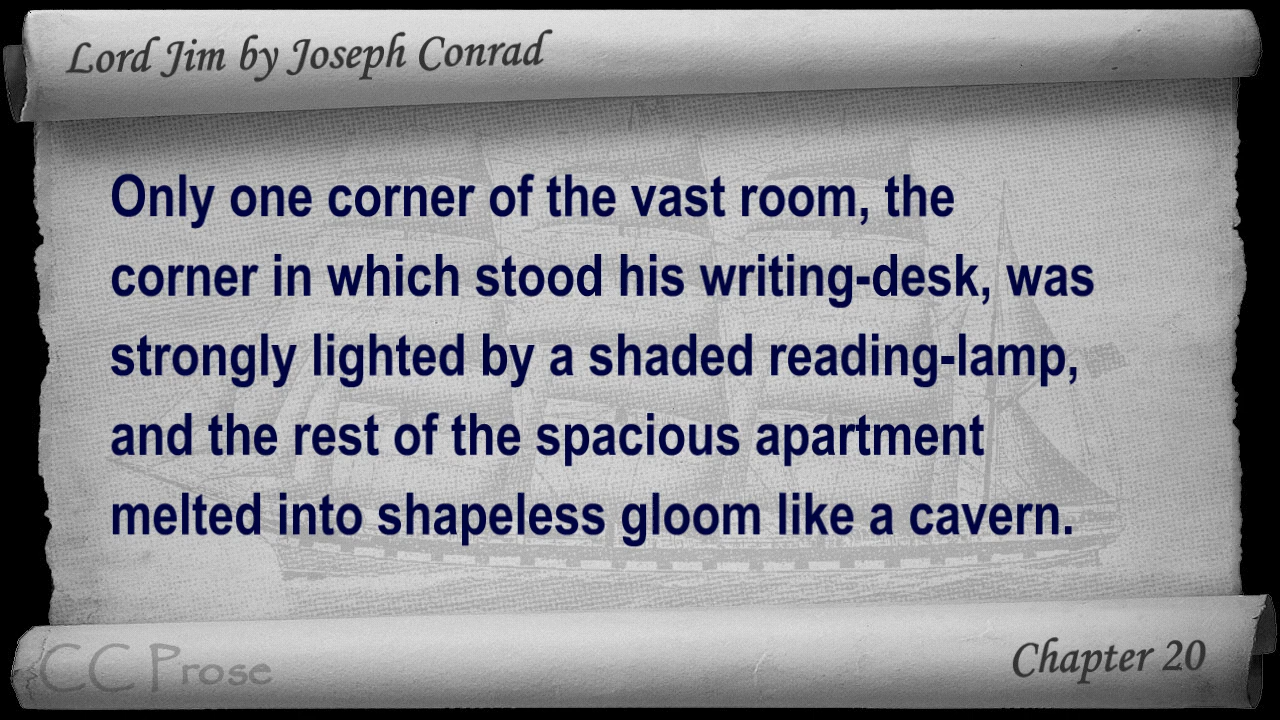 Lord Jim by Joseph Conrad
Only one corner of the vast room, the
corner in which stood his writing-desk, was
strongly lighted by a shaded reading-lamp,
and the rest of the spacious apartment
melted into shapeless gloom like a cavern.
CC Prose
Chapter 20